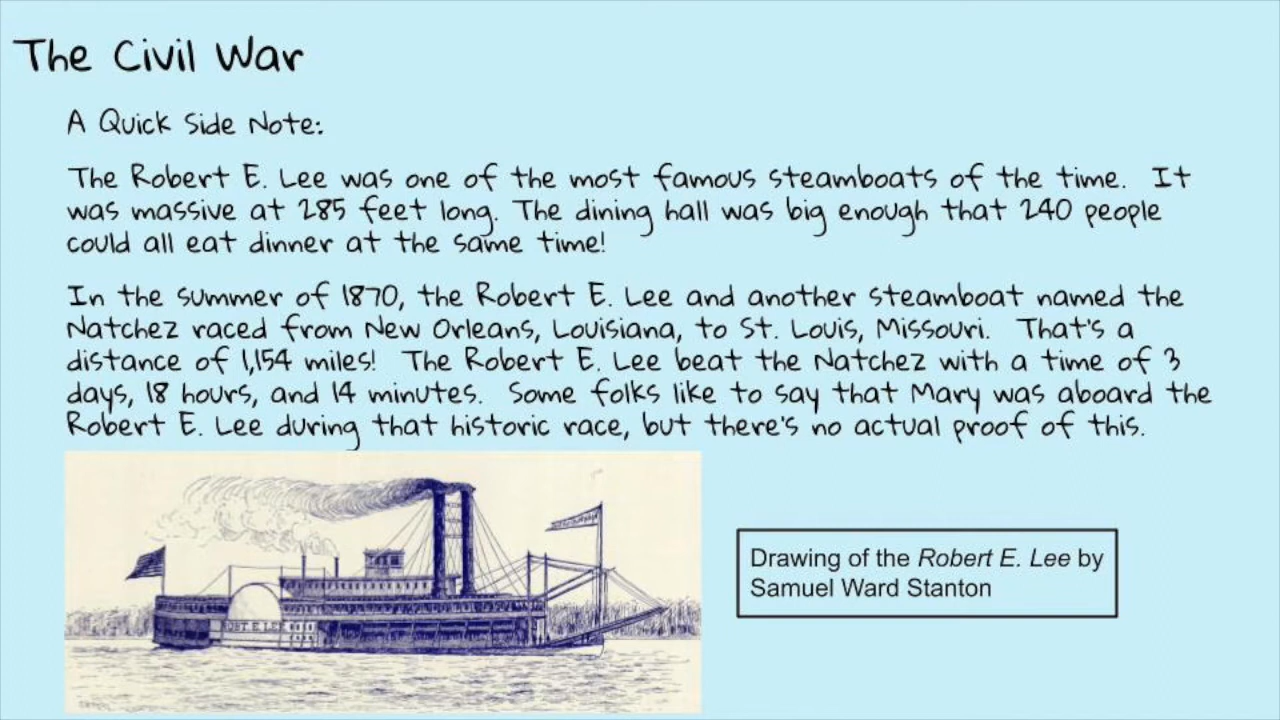 The Civil War
A Quick Side Note:
The Robert E. Lee was one of the most famous steamboats of the time. It
was massive at 285 feet long. The dining hall was big enough that 240 people
could all eat dinner at the same time!
In the summer of 1870, the Robert E. Lee and another steamboat named the
Natchez raced from New Orleans, Louisiana, to St. Louis, Missouri. That's a
distance of 1,154 miles! The Robert E. Lee beat the Natchez with a time of 3
days, 18 hours, and 14 minutes. Some folks like to say that Mary was aboard the
Robert E. Lee during that historic race, but there's no actual proof of this.
Drawing of the Robert E. Lee by
Samuel Ward Stanton